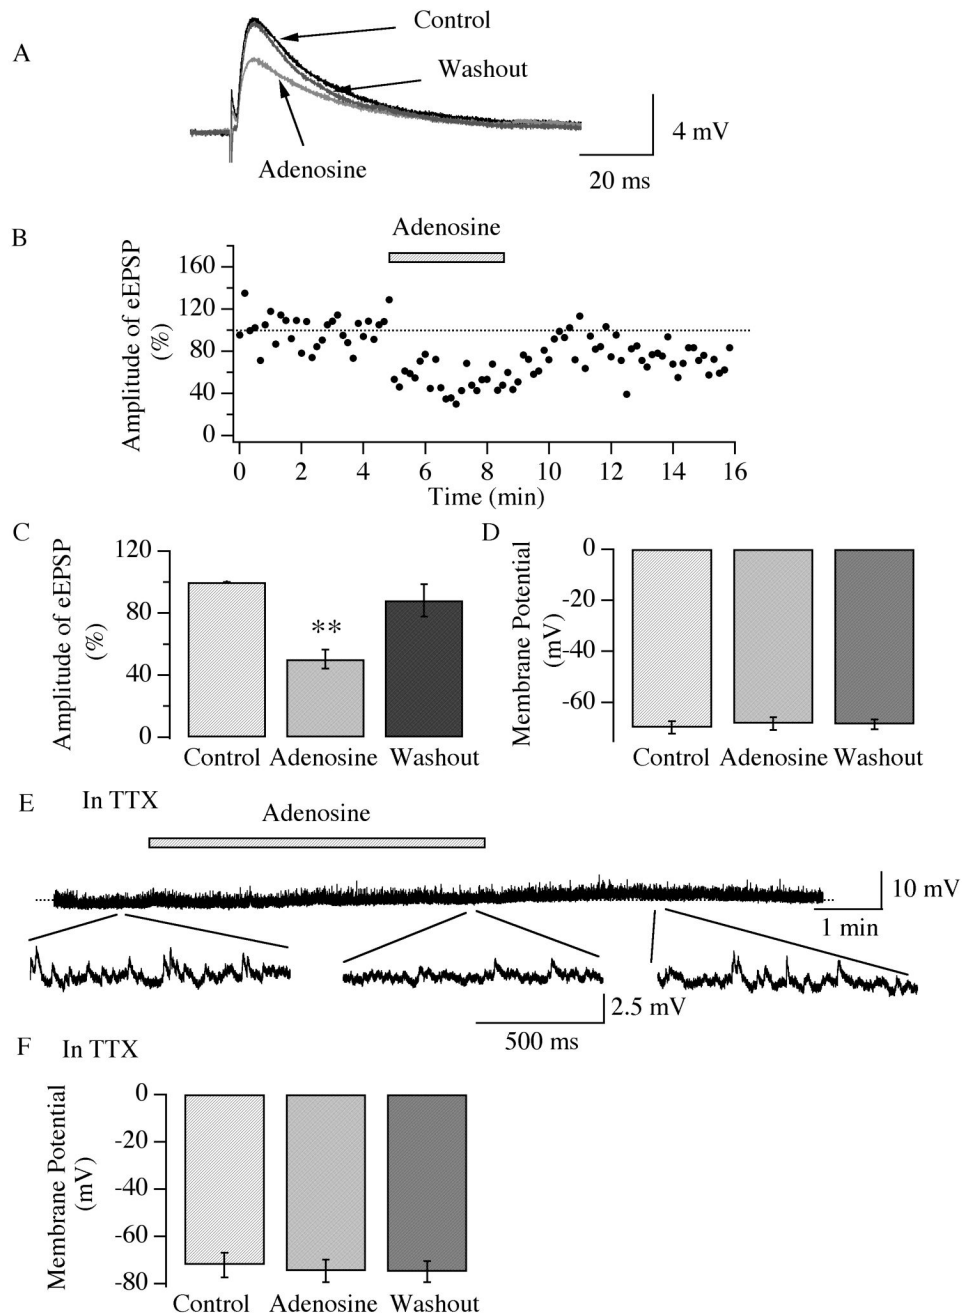 A
Control
Washout
Adenosine
4 mV
20 ms
B
Adenosine
Amplitude of eEPSP
(%)
160
120
80
40
0
0 2 4 6 8 10 12 14 16
Time (min)
C
Amplitude of eEPSP
(%)
120
80
40
0
**
Control Adenosine Washout
D
Membrane Potential
(mV)
0
-20
-40
-60
Control Adenosine Washout
E In TTX
Adenosine
10 mV
1 min
2.5 mV
500 ms
F In TTX
Membrane Potential
(mV)
0
-20
-40
-60
-80
Control Adenosine Washout